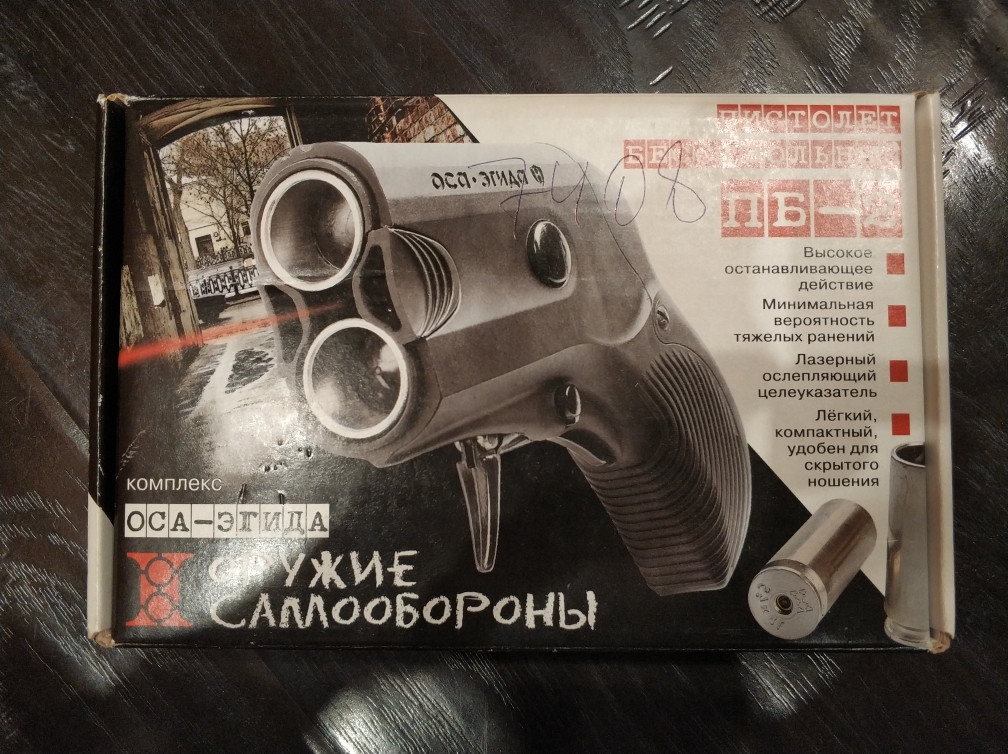 ПИСТОЛЕТ
БЕССТВОЛЬНЫЙ
ПБ-2
ОСА·ЭГИДА
7408
Высокое
останавливающее
действие
Минимальная
вероятность
тяжелых ранений
Лазерный
ослепляющий
целеуказатель
Лёгкий,
компактный,
удобен для
скрытого
ношения
комплекс
ОСА-ЭГИДА
ОРУЖИЕ
САМООБОРОНЫ